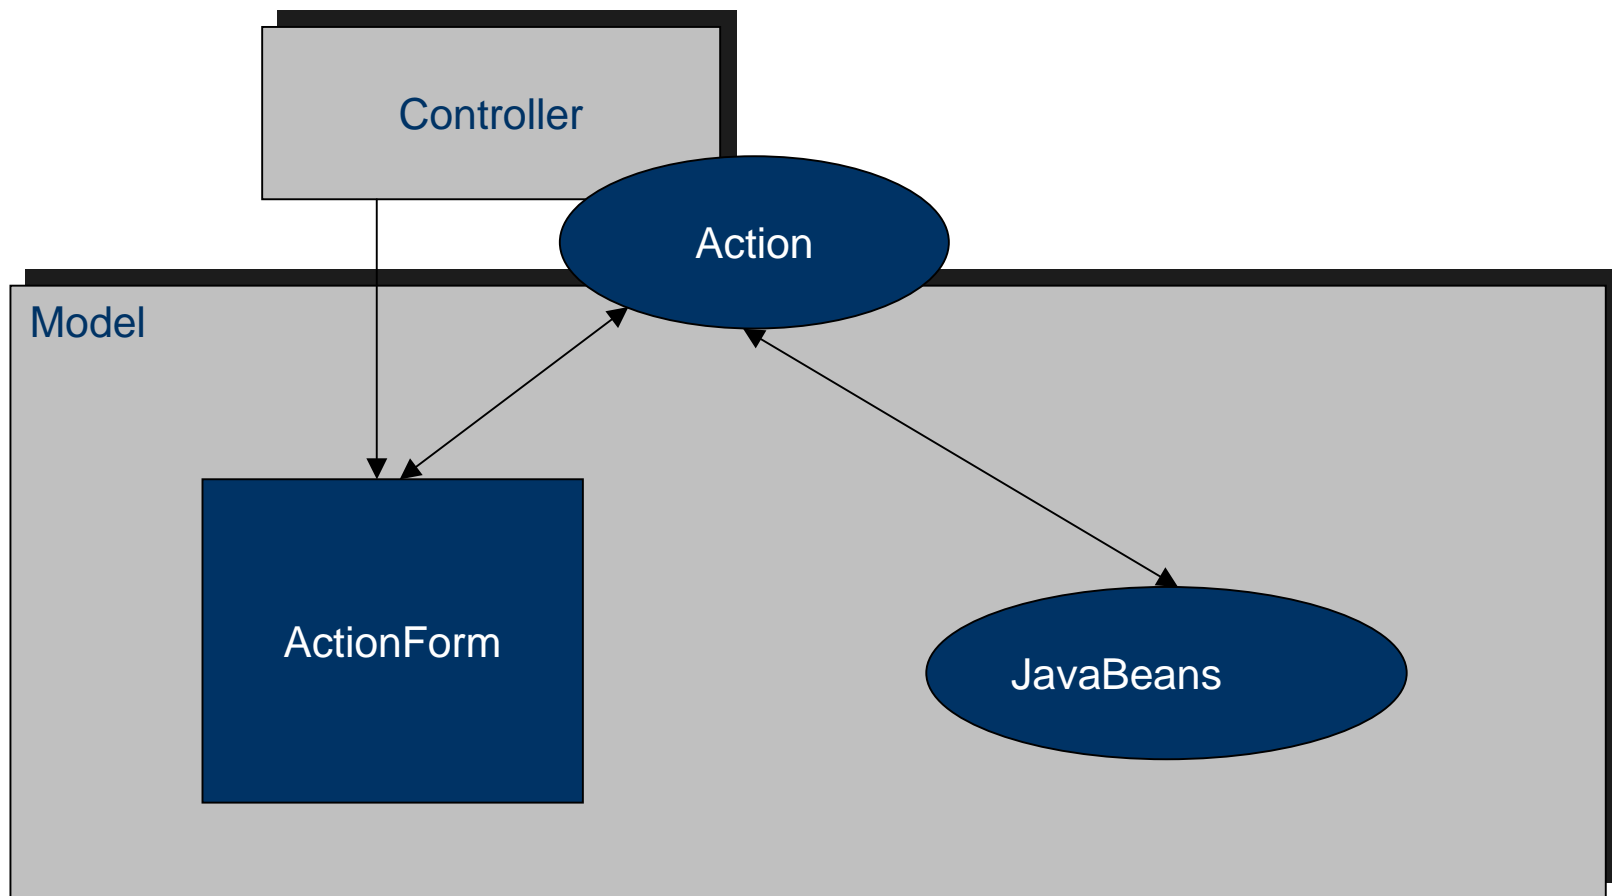 Controller
Action
Model
ActionForm
JavaBeans